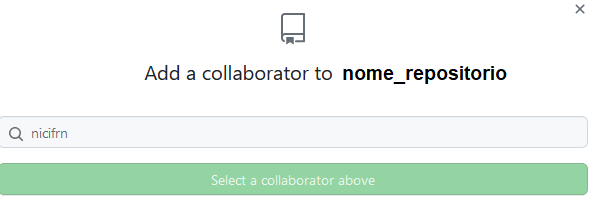 Add a collaborator to nome_repositorio
nicifrn
Select a collaborator above